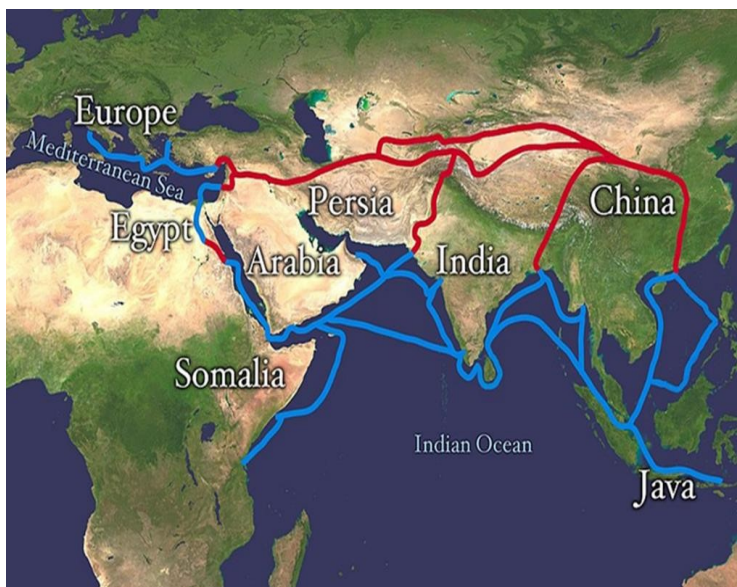 Europe
Mediterranean Sea
Egypt
Arabia
Persia
India
China
Somalia
Indian Ocean
Java